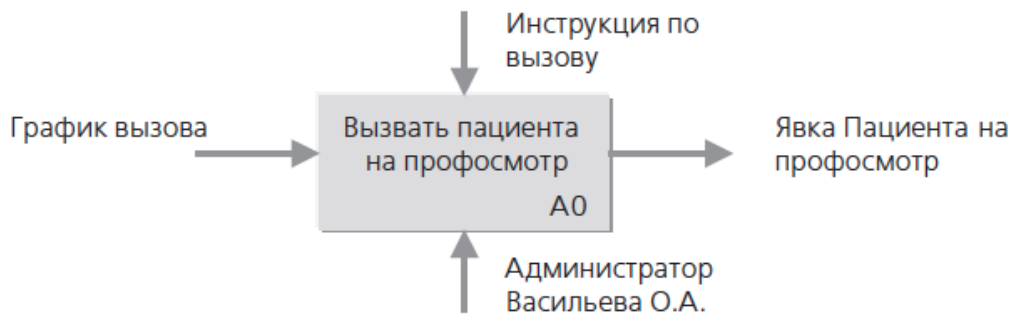 Инструкция по
вызову
График вызова
Вызвать пациента
на профосмотр
А0
Явка Пациента на
профосмотр
Администратор
Васильева О.А.